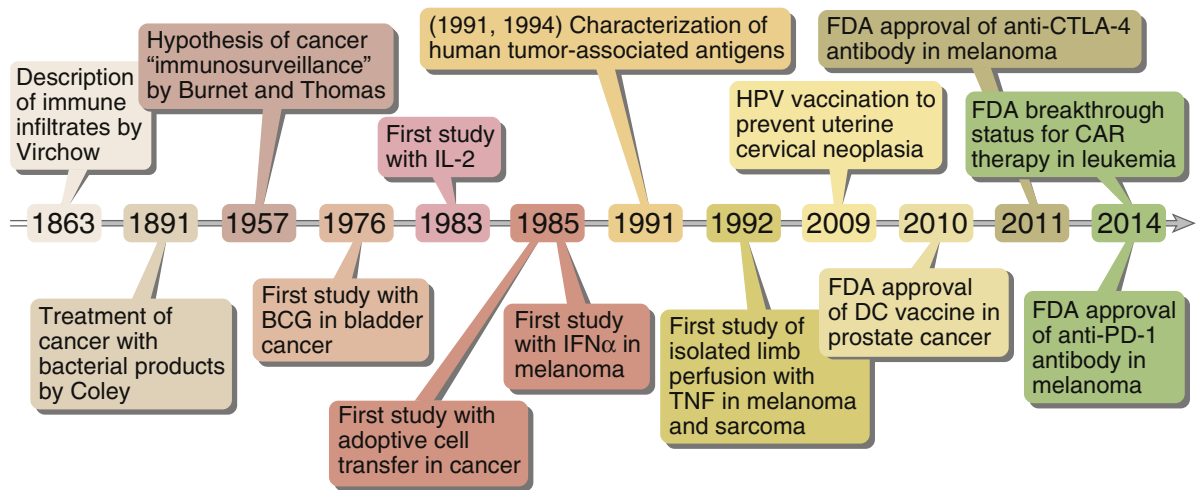 Description
of immune
infiltrates by
Virchow
Hypothesis of cancer
“immunosurveillance”
by Burnet and Thomas
First study
with IL-2
(1991, 1994) Characterization of
human tumor-associated antigens
HPV vaccination to
prevent uterine
cervical neoplasia
FDA approval of anti-CTLA-4
antibody in melanoma
FDA breakthrough
status for CAR
therapy in leukemia
1863 1891 1957 1976 1983 1985 1991 1992 2009 2010 2011 2014
Treatment of
cancer with
bacterial products
by Coley
First study with
BCG in bladder
cancer
First study with
adoptive cell
transfer in cancer
First study
with IFNα in
melanoma
First study of
isolated limb
perfusion with
TNF in melanoma
and sarcoma
FDA approval
of DC vaccine in
prostate cancer
FDA approval
of anti-PD-1
antibody in
melanoma